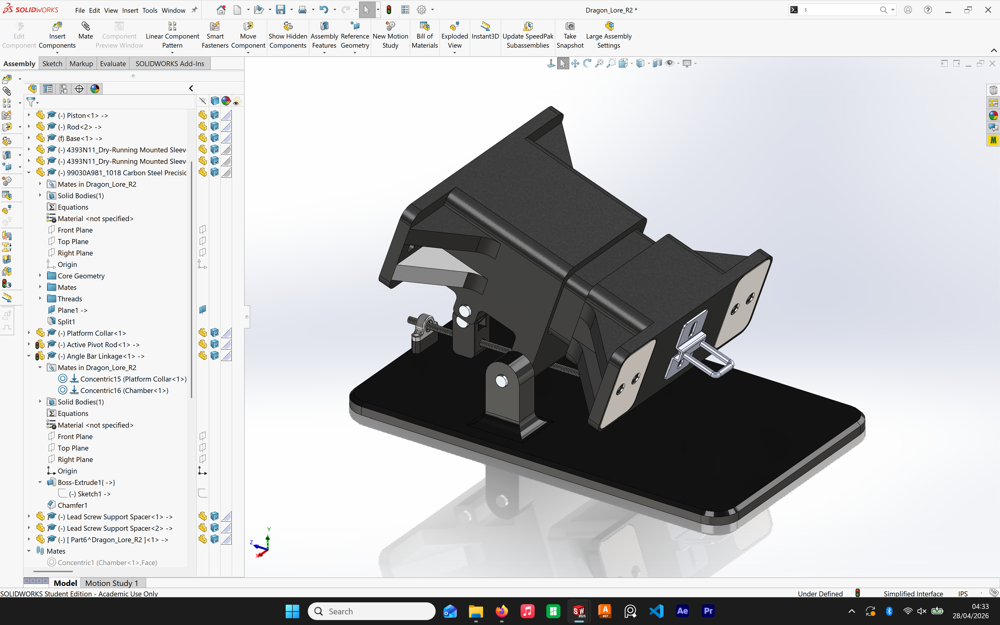 SOLIDWORKS File Edit View Insert Tools Window Dragon_Lore_R2 * s
Edit Component
Insert Components
Mate
Component Preview Window
Linear Component Pattern
Smart Fasteners
Move Component
Show Hidden Components
Assembly Features
Reference Geometry
New Motion Study
Bill of Materials
Exploded View
Instant3D
Update SpeedPak Subassemblies
Take Snapshot
Large Assembly Settings
Assembly Sketch Markup Evaluate SOLIDWORKS Add-Ins
(-) Piston<1> ->
(-) Rod<2> ->
(f) Base<1> ->
(-) 4393N11_Dry-Running Mounted Sleev
(-) 4393N11_Dry-Running Mounted Sleev
(-) 99030A981_1018 Carbon Steel Precisic
Mates in Dragon_Lore_R2
Solid Bodies(1)
Equations
Material <not specified>
Front Plane
Top Plane
Right Plane
Origin
Core Geometry
Mates
Threads
Plane1 ->
Split1
(-) Platform Collar<1>
(-) Active Pivot Rod<1> ->
(-) Angle Bar Linkage<1> ->
Mates in Dragon_Lore_R2
Concentric15 (Platform Collar<1>)
Concentric16 (Chamber<1>)
Solid Bodies(1)
Equations
Material <not specified>
Front Plane
Top Plane
Right Plane
Origin
Boss-Extrude1{ ->}
(-) Sketch1 ->
Chamfer1
(-) Lead Screw Support Spacer<1> ->
(-) Lead Screw Support Spacer<2> ->
(-) [ Part6^Dragon_Lore_R2 ]<1> ->
Mates
Concentric1 (Chamber<1>,Face)
Y
Z
X
M
Model Motion Study 1
SOLIDWORKS Student Edition - Academic Use Only Under Defined Simplified Interface IPS -
Search
SW 2025
A AST
Ae
Pr
04:33
28/04/2026